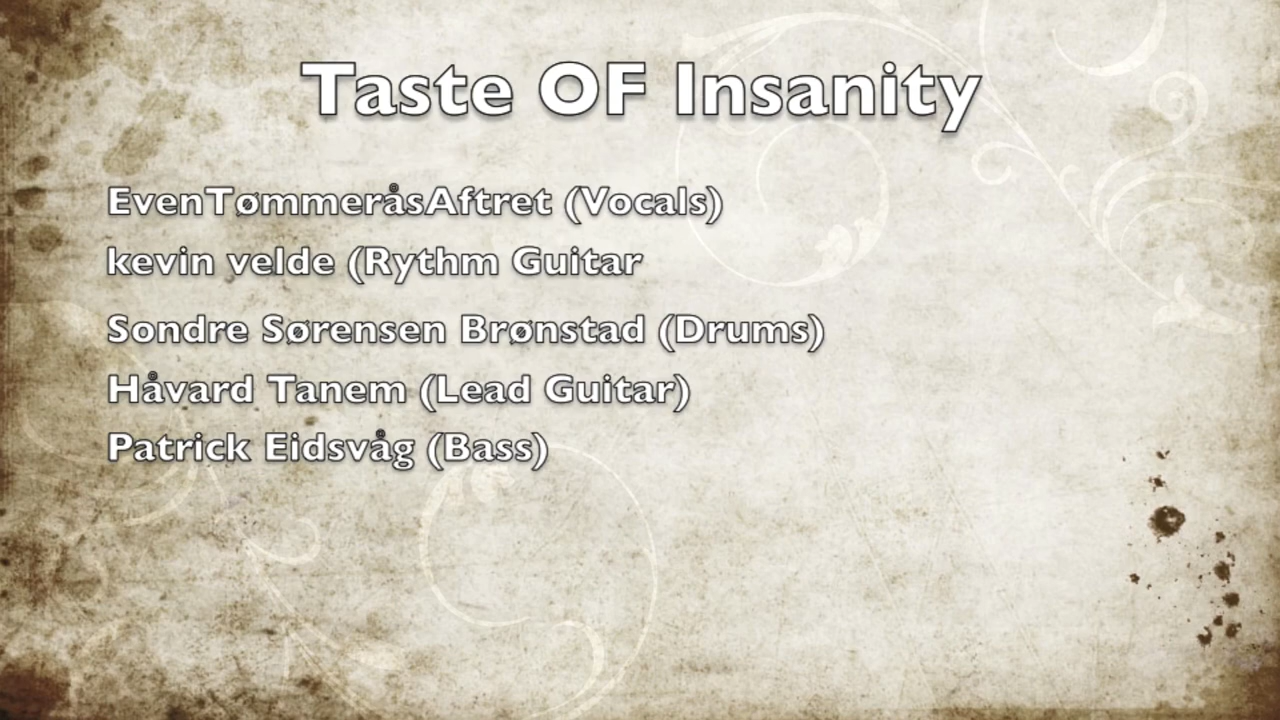 Taste OF Insanity
EvenTømmeråsAftret (Vocals)
kevin velde (Rythm Guitar
Sondre Sørensen Brønstad (Drums)
Håvard Tanem (Lead Guitar)
Patrick Eidsvåg (Bass)